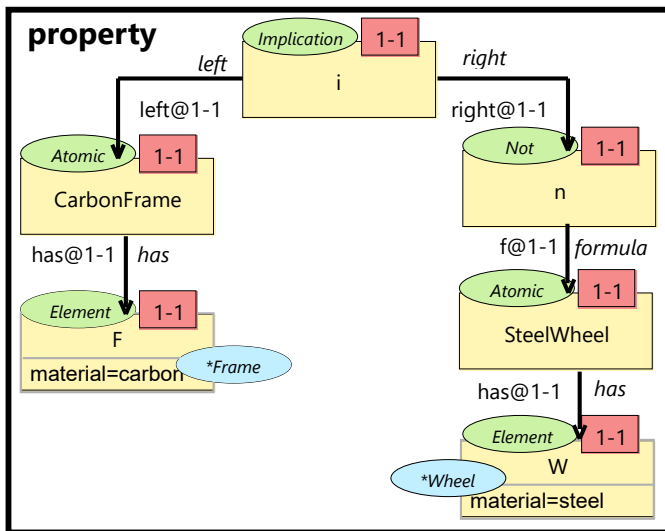 property
Implication
1-1
left
right
i
left@1-1
right@1-1
Atomic
1-1
Not
1-1
CarbonFrame
n
has@1-1
has
f@1-1
formula
Element
1-1
Atomic
1-1
F
SteelWheel
material=carbon
*Frame
has@1-1
has
Element
1-1
W
*Wheel
material=steel